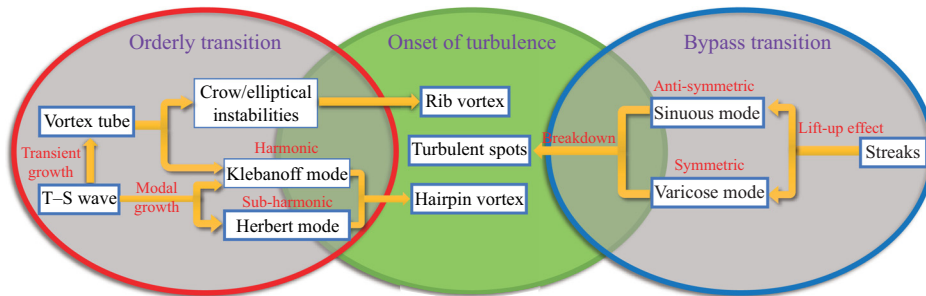 Orderly transition
Onset of turbulence
Bypass transition
Crow/elliptical
instabilities
Vortex tube
Transient
growth
T–S wave
Modal
growth
Harmonic
Klebanoff mode
Sub-harmonic
Herbert mode
Rib vortex
Turbulent spots
Hairpin vortex
Breakdown
Anti-symmetric
Sinuous mode
Symmetric
Varicose mode
Lift-up effect
Streaks